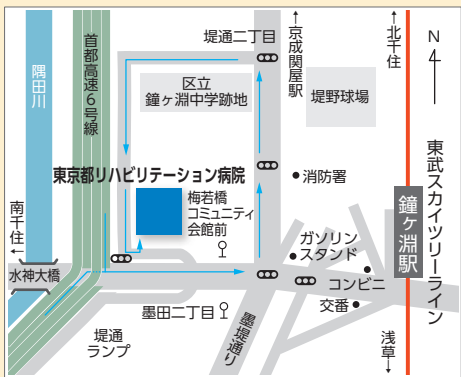 隅田川
首都高速6号線
堤通二丁目
←京成関屋駅
←北千住
N
区立
鐘ヶ淵中学跡地
堤野球場
東武スカイツリーライン
東京都リハビリテーション病院
消防署
梅若橋
コミュニティ
会館前
鐘ヶ淵駅
南千住←
ガソリン
スタンド
水神大橋
コンビニ
墨田二丁目
交番
堤通
ランプ
墨堤通り
浅草→